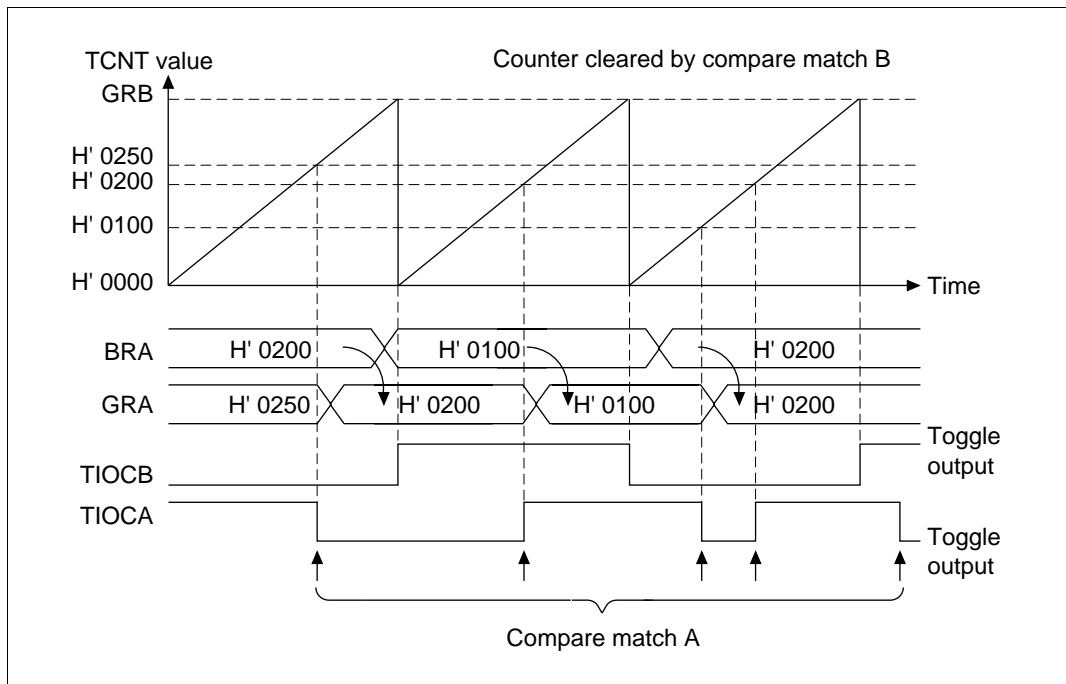 TCNT value
Counter cleared by compare match B
GRB
H' 0250
H' 0200
H' 0100
H' 0000
Time
BRA
H' 0200
H' 0100
H' 0200
GRA
H' 0250
H' 0200
H' 0100
H' 0200
TIOCB
Toggle
output
TIOCA
Toggle
output
Compare match A